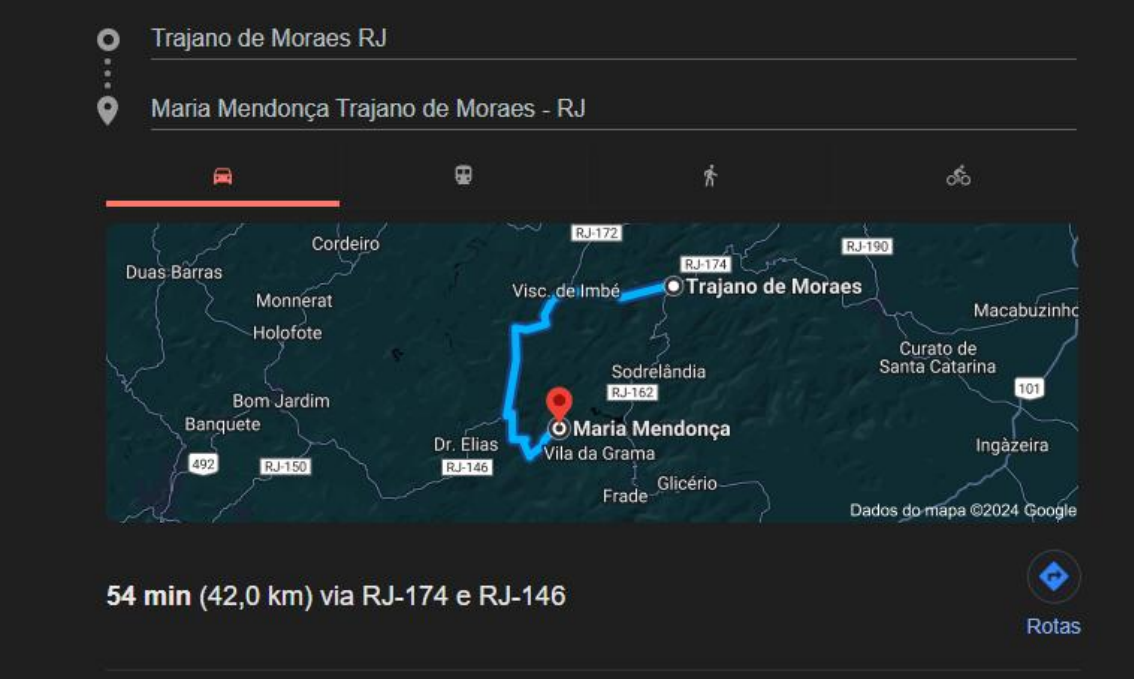 Trajano de Moraes RJ
Maria Mendonça Trajano de Moraes - RJ
RJ-172
Cordeiro
RJ-190
RJ-174
Duas Barras
Visc. de Imbé
Trajano de Moraes
Monnerat
Macabuzinho
Holofote
Curato de
Santa Catarina
Sodrelândia
RJ-162
101
Bom Jardim
Banquete
Maria Mendonça
Dr. Elias
Vila da Grama
Ingàzeira
492
RJ-150
RJ-146
Glicério
Frade
Dados do mapa ©2024 Google
54 min (42,0 km) via RJ-174 e RJ-146
Rotas